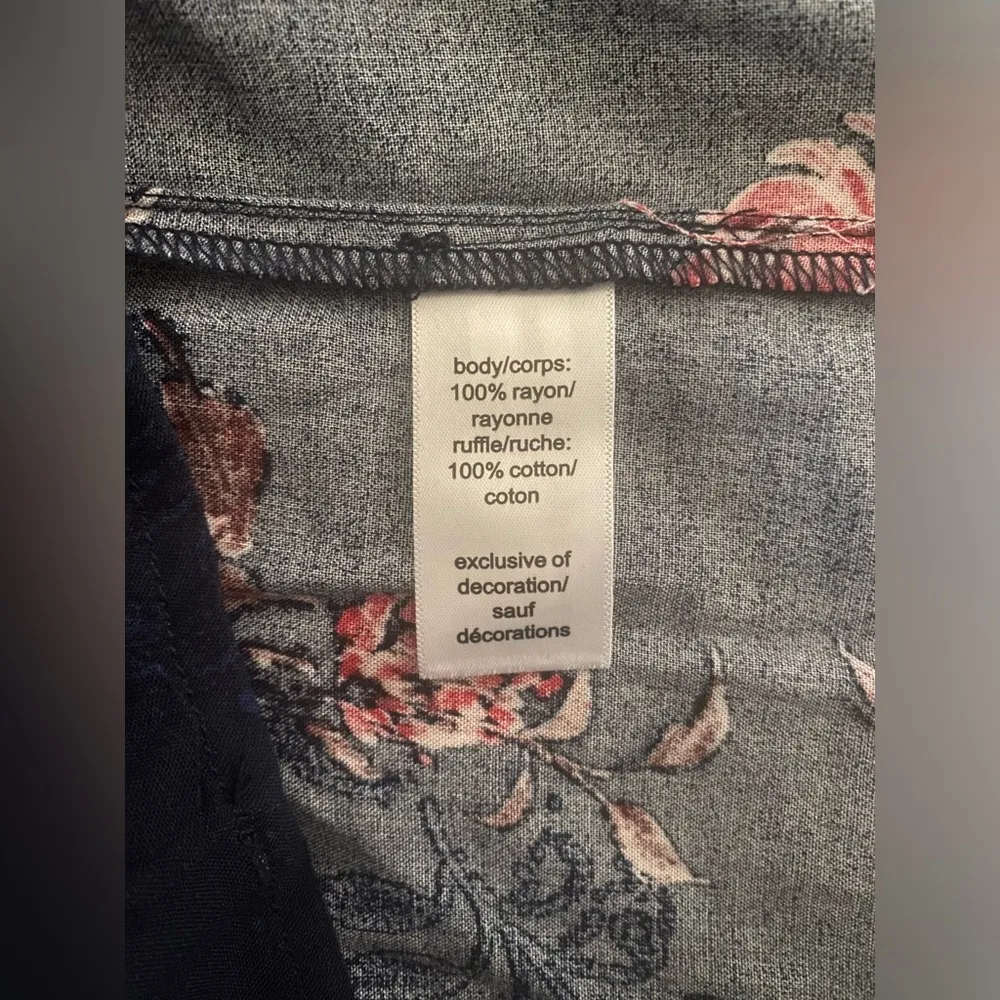 body/corps:
100% rayon/
rayonne
ruffle/ruche:
100% cotton/
coton
exclusive of
decoration/
sauf
décorations